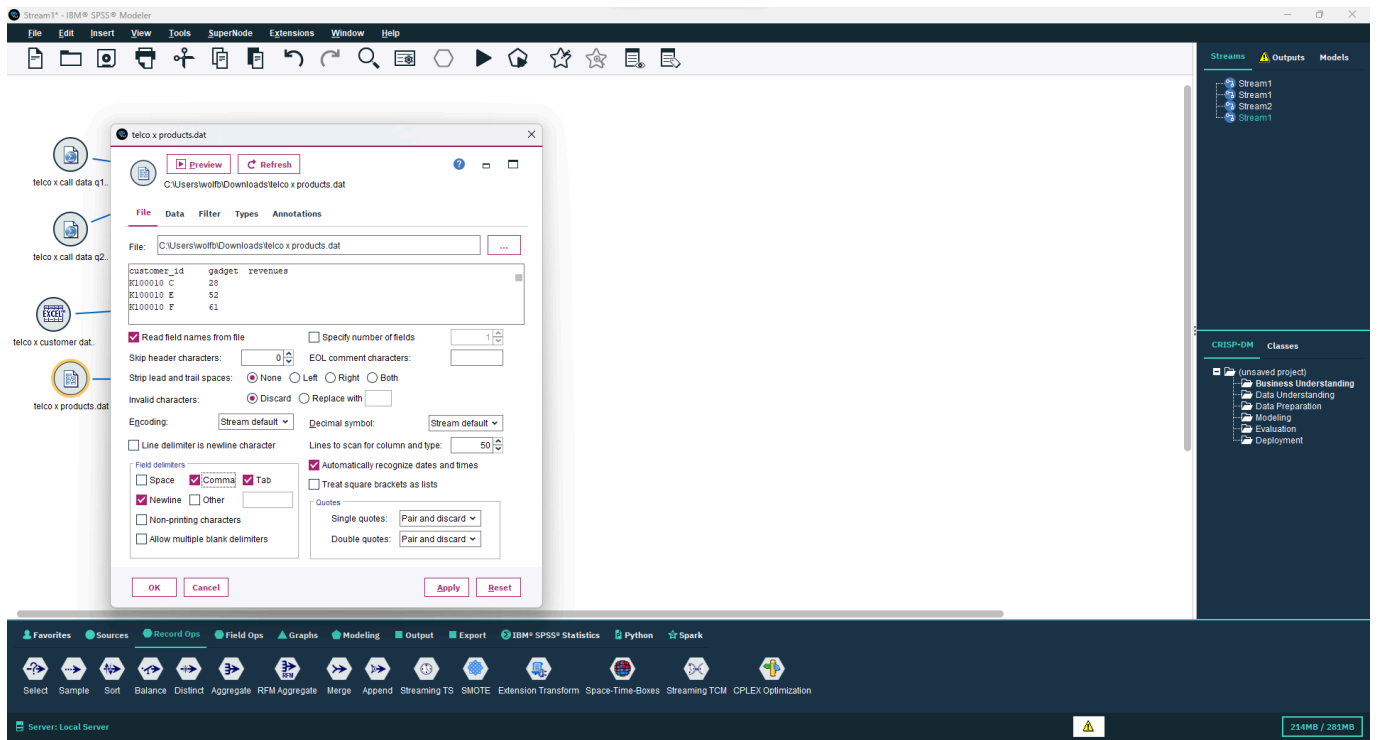 Stream1* - IBM® SPSS® Modeler
File Edit Insert View Tools SuperNode Extensions Window Help
Streams Outputs Models
Stream1
Stream1
Stream2
Stream1
telco x call data q1..
telco x call data q2..
EXCEL
telco x customer dat..
telco x products.dat
telco x products.dat
Preview Refresh
C:\Users\wolfb\Downloads\telco x products.dat
File Data Filter Types Annotations
File: C:\Users\wolfb\Downloads\telco x products.dat ...
customer_id gadget revenues
K100010 C 28
K100010 E 52
K100010 F 61
Read field names from file Specify number of fields 1
Skip header characters: 0 EOL comment characters:
Strip lead and trail spaces: None Left Right Both
Invalid characters: Discard Replace with
Encoding: Stream default Decimal symbol: Stream default
Line delimiter is newline character Lines to scan for column and type: 50
Field delimiters
Space Comma Tab
Newline Other
Non-printing characters
Allow multiple blank delimiters
Automatically recognize dates and times
Treat square brackets as lists
Quotes
Single quotes: Pair and discard
Double quotes: Pair and discard
OK Cancel Apply Reset
CRISP-DM Classes
(unsaved project)
Business Understanding
Data Understanding
Data Preparation
Modeling
Evaluation
Deployment
Favorites Sources Record Ops Field Ops Graphs Modeling Output Export IBM® SPSS® Statistics Python Spark
RFM
Select Sample Sort Balance Distinct Aggregate RFM Aggregate Merge Append Streaming TS SMOTE Extension Transform Space-Time-Boxes Streaming TCM CPLEX Optimization
Server: Local Server
214MB / 281MB